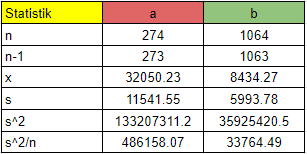 Statistik a b
n 274 1064
n-1 273 1063
x 32050.23 8434.27
s 11541.55 5993.78
s^2 133207311.2 35925420.5
s^2/n 486158.07 33764.49